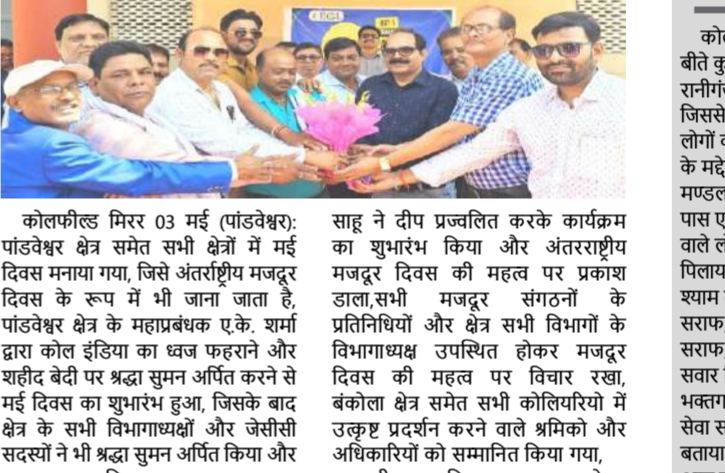 ECL
कोलफील्ड मिरर 03 मई (पांडवेश्वर):
पांडवेश्वर क्षेत्र समेत सभी क्षेत्रों में मई
दिवस मनाया गया, जिसे अंतर्राष्ट्रीय मजदूर
दिवस के रूप में भी जाना जाता है,
पांडवेश्वर क्षेत्र के महाप्रबंधक ए.के. शर्मा
द्वारा कोल इंडिया का ध्वज फहराने और
शहीद बेदी पर श्रद्धा सुमन अर्पित करने से
मई दिवस का शुभारंभ हुआ, जिसके बाद
क्षेत्र के सभी विभागाध्यक्षों और जेसीसी
सदस्यों ने भी श्रद्धा सुमन अर्पित किया और
साहू ने दीप प्रज्वलित करके कार्यक्रम
का शुभारंभ किया और अंतरराष्ट्रीय
मजदूर दिवस की महत्व पर प्रकाश
डाला,सभी मजदूर संगठनों के
प्रतिनिधियों और क्षेत्र सभी विभागों के
विभागाध्यक्ष उपस्थित होकर मजदूर
दिवस की महत्व पर विचार रखा,
बंकोला क्षेत्र समेत सभी कोलियरियो में
उत्कृष्ट प्रदर्शन करने वाले श्रमिको और
अधिकारियों को सम्मानित किया गया,
बीते कु
जिससे
लोगों
के मद्दे
मण्डल
पास ए
वाले लो
पिलाय
श्याम
सराफ,
सराफ,
सवार
भक्तग
सेवा स
बताया